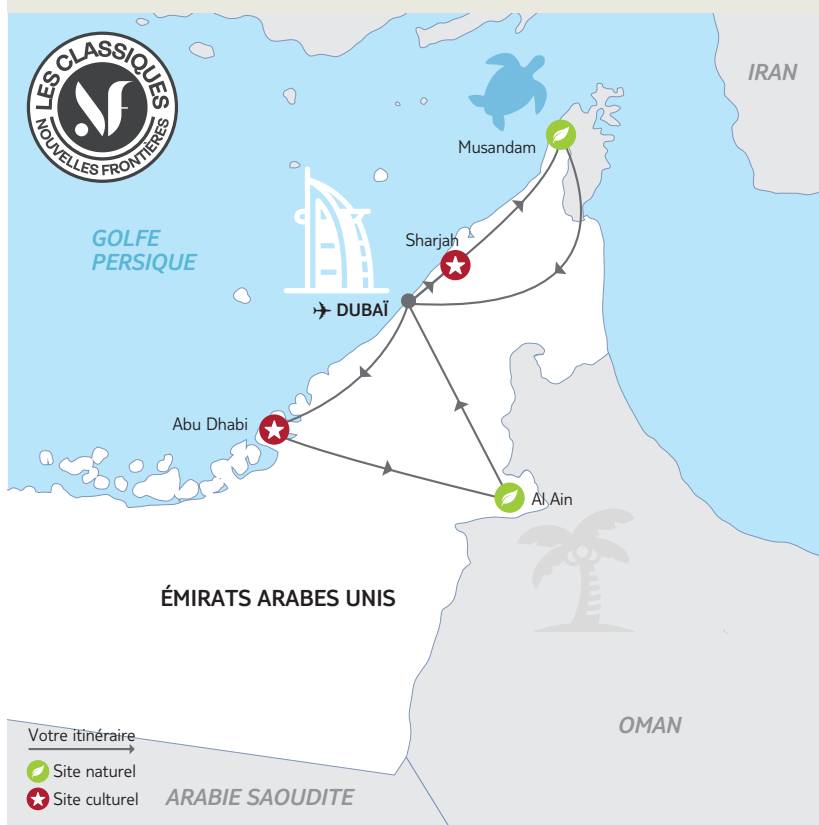 LES CLASSIQUES
NF
NOUVELLES FRONTIÈRES
IRAN
Musandam
GOLFE
PERSIQUE
Sharjah
DUBAÏ
Abu Dhabi
Al Ain
ÉMIRATS ARABES UNIS
OMAN
Votre itinéraire
Site naturel
Site culturel
ARABIE SAOUDITE